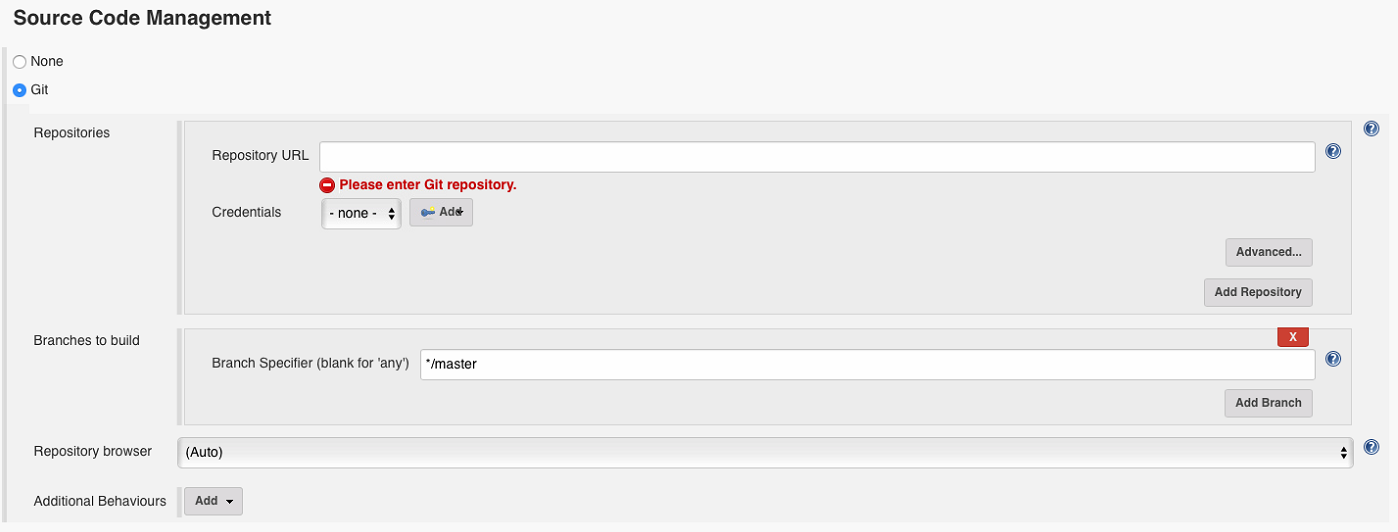 Source Code Management
None
Git
Repositories
Repository URL
Please enter Git repository.
Credentials
- none -
Add
Advanced...
Add Repository
Branches to build
X
Branch Specifier (blank for 'any')
*/master
Add Branch
Repository browser
(Auto)
Additional Behaviours
Add